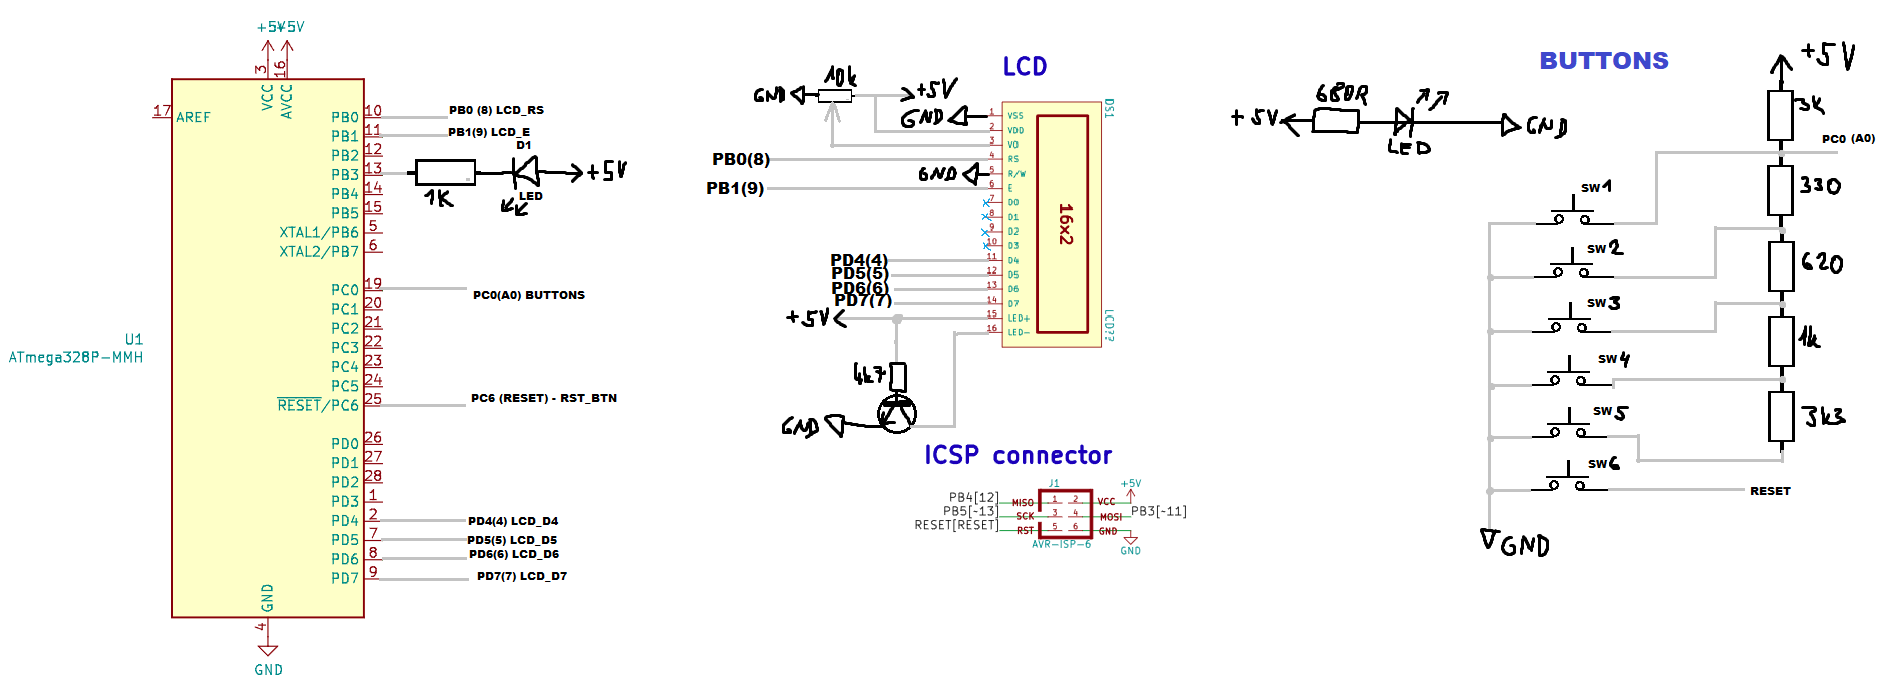 +5V
+5V
3
VCC
16
AVCC
17
AREF
PB0
10
PB0 (8) LCD_RS
PB1
11
PB1(9) LCD_E
PB2
12
D1
PB3
13
1K
LED
+5V
PB4
14
PB5
15
XTAL1/PB6
5
XTAL2/PB7
6
PC0
19
PC0(A0) BUTTONS
PC1
20
PC2
21
PC3
22
PC4
23
PC5
24
RESET/PC6
25
PC6 (RESET) - RST_BTN
U1
ATmega328P-MMH
PD0
26
PD1
27
PD2
28
PD3
1
PD4
2
PD4(4) LCD_D4
PD5
7
PD5(5) LCD_D5
PD6
8
PD6(6) LCD_D6
PD7
9
PD7(7) LCD_D7
GND
4
GND
LCD
10k
GND
+5V
GND
PB0(8)
GND
PB1(9)
PD4(4)
PD5(5)
PD6(6)
PD7(7)
+5V
4k7
GND
DS1
1 VSS
2 VDD
3 VO
4 RS
5 R/W
6 E
7 D0
8 D1
9 D2
10 D3
11 D4
12 D5
13 D6
14 D7
15 LED+
16 LED-
16x2
LCD??
ICSP connector
J1
+5V
PB4[12]
MISO 1 2 VCC
PB5[~13]
SCK 3 4 MOSI
PB3[~11]
RESET[RESET]
RST 5 6 GND
AVR-ISP-6
GND
+5V
680R
LED
GND
BUTTONS
+5V
3k
PC0 (A0)
330
620
1k
3k3
SW1
SW2
SW3
SW4
SW5
SW6
RESET
GND